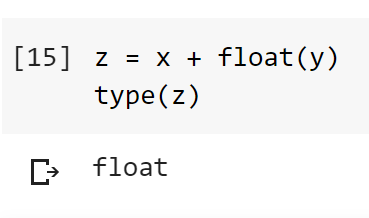 [15] z = x + float(y)
type(z)
float